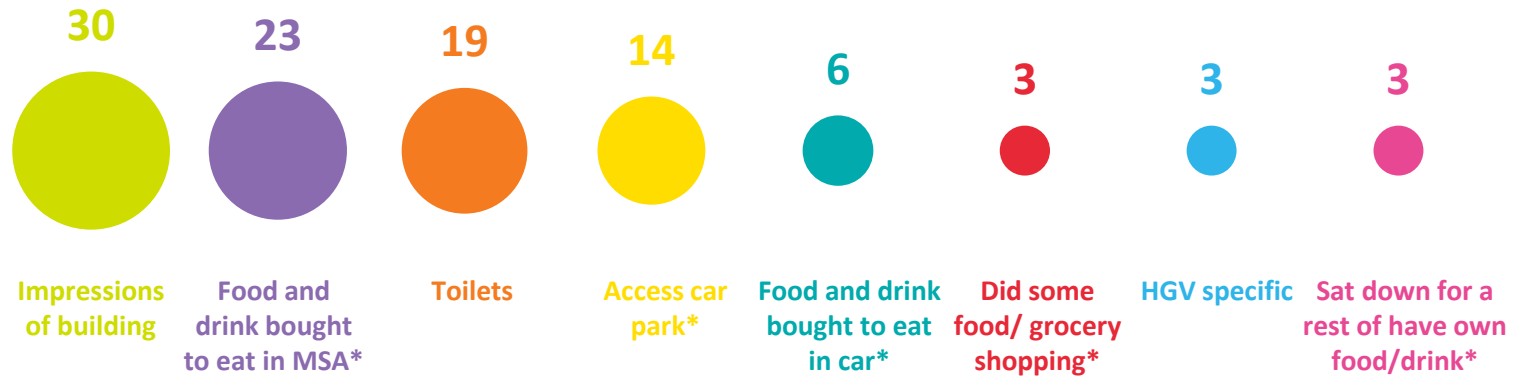 30
23
19
14
6
3
3
3
Impressions
of building
Food and
drink bought
to eat in MSA*
Toilets
Access car
park*
Food and drink
bought to eat
in car*
Did some
food/ grocery
shopping*
HGV specific
Sat down for a
rest of have own
food/drink*